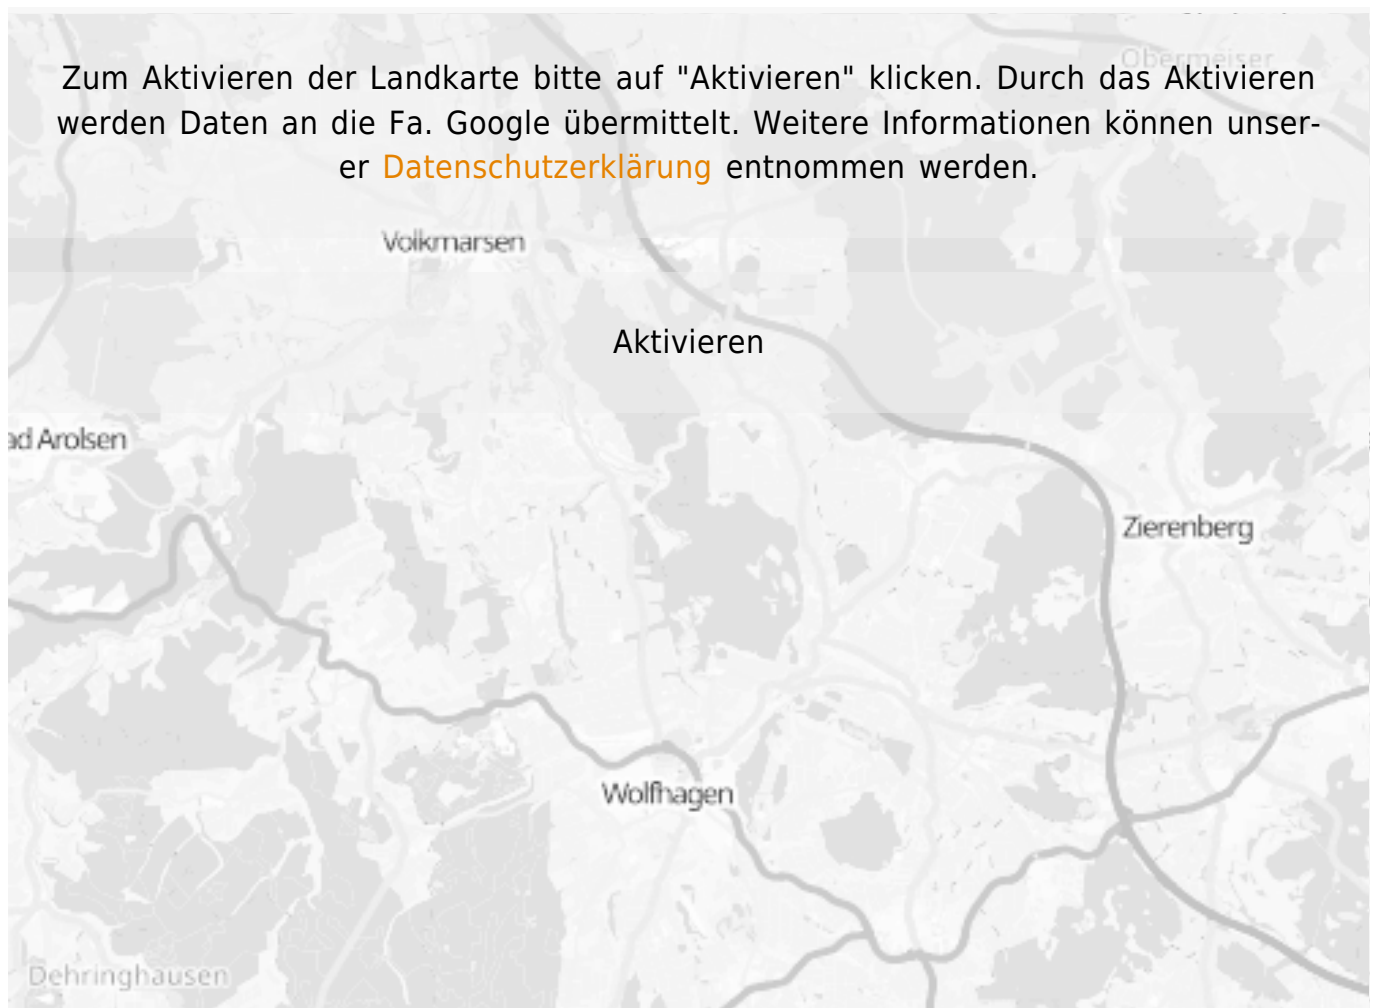 Obermeiser
Zum Aktivieren der Landkarte bitte auf "Aktivieren" klicken. Durch das Aktivieren
werden Daten an die Fa. Google übermittelt. Weitere Informationen können unser-
er Datenschutzerklärung entnommen werden.
Volkmarsen
Aktivieren
ad Arolsen
Zierenberg
Wolfhagen
Dehringhausen